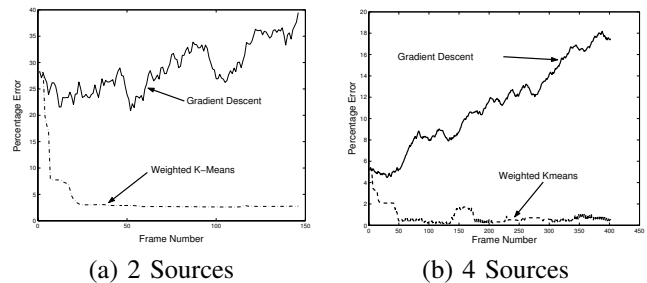 40
35
30
25
20
15
10
5
0
Percentage Error
Gradient Descent
Weighted K−Means
0 50 100 150
Frame Number
(a) 2 Sources
20
18
16
14
12
10
8
6
4
2
0
Percentage Error
Gradient Descent
Weighted Kmeans
0 50 100 150 200 250 300 350 400 450
Frame Number
(b) 4 Sources